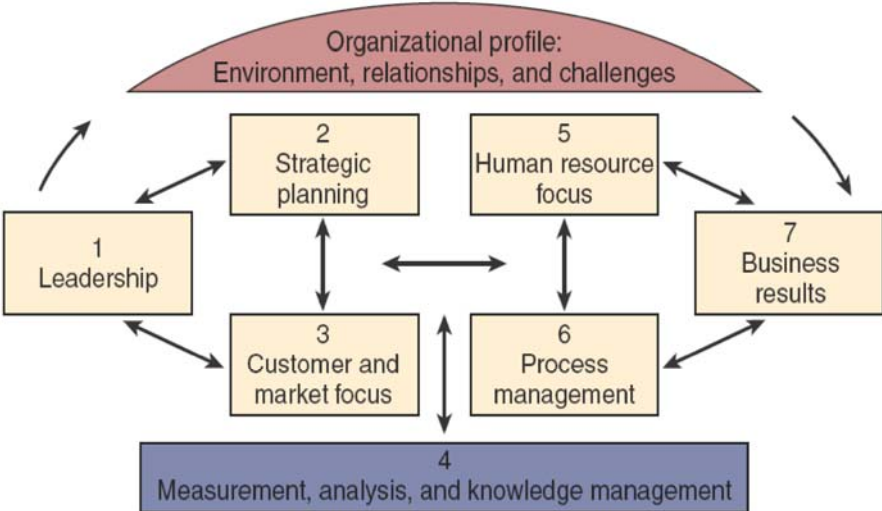 Organizational profile:
Environment, relationships, and challenges
2
Strategic
planning
5
Human resource
focus
1
Leadership
7
Business
results
3
Customer and
market focus
6
Process
management
4
Measurement, analysis, and knowledge management